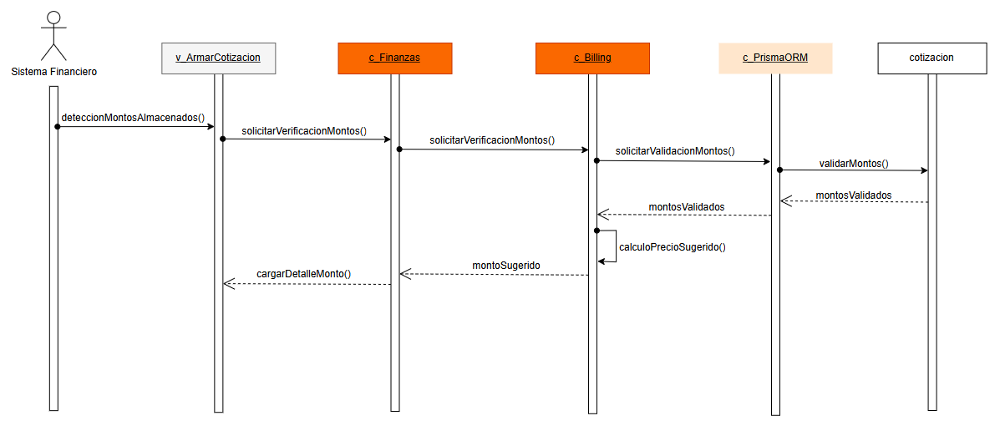 Sistema Financiero
v_ArmarCotizacion
c_Finanzas
c_Billing
c_PrismaORM
cotizacion
deteccionMontosAlmacenados()
solicitarVerificacionMontos()
solicitarVerificacionMontos()
solicitarValidacionMontos()
validarMontos()
montosValidados
montosValidados
calculoPrecioSugerido()
montoSugerido
cargarDetalleMonto()